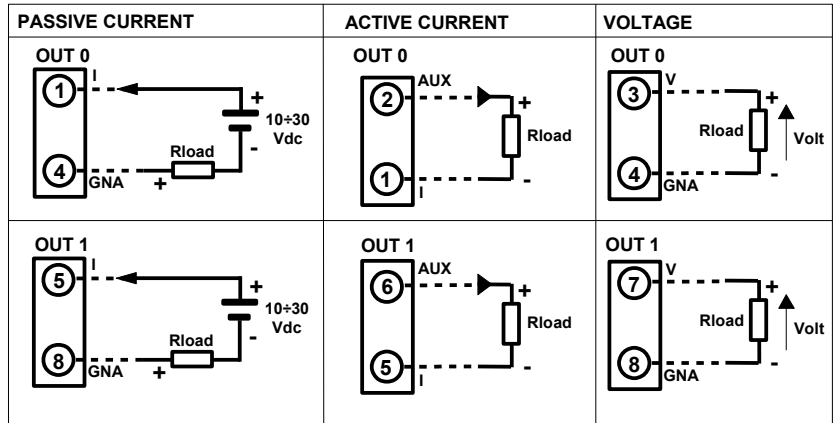 PASSIVE CURRENT
ACTIVE CURRENT
VOLTAGE
OUT 0
1
I
+
10÷30
Vdc
-
Rload
4
GNA
+
OUT 0
2
AUX
+
Rload
1
I
-
OUT 0
3
V
+
Rload
Volt
4
GNA
-
OUT 1
5
I
+
10÷30
Vdc
-
Rload
8
GNA
+
OUT 1
6
AUX
+
Rload
5
I
-
OUT 1
7
V
+
Rload
Volt
8
GNA
-